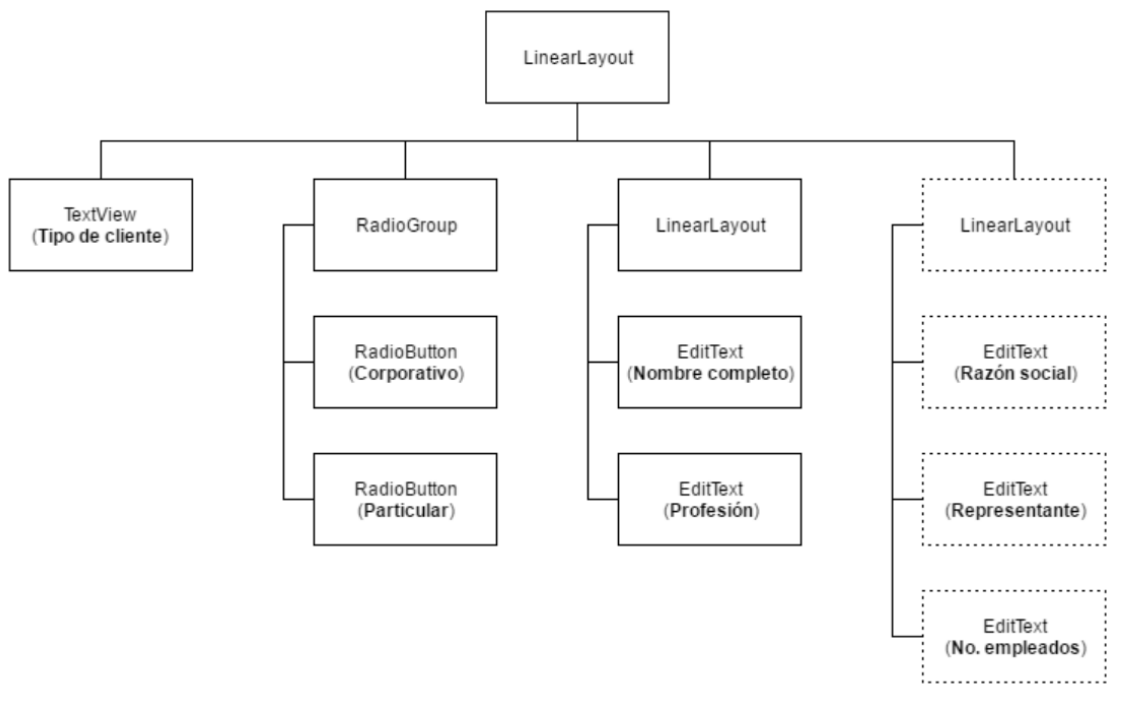 LinearLayout
TextView
(Tipo de cliente)
RadioGroup
RadioButton
(Corporativo)
RadioButton
(Particular)
LinearLayout
EditText
(Nombre completo)
EditText
(Profesión)
LinearLayout
EditText
(Razón social)
EditText
(Representante)
EditText
(No. empleados)